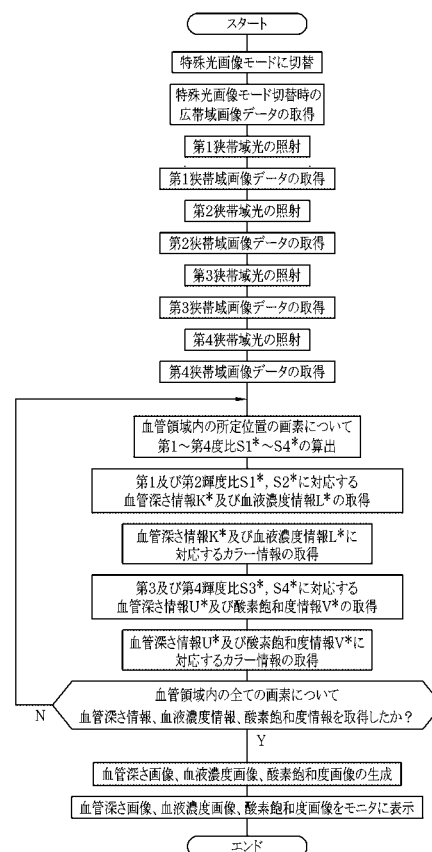 スタート
特殊光画像モードに切替
特殊光画像モード切替時の
広帯域画像データの取得
第1狭帯域光の照射
第1狭帯域画像データの取得
第2狭帯域光の照射
第2狭帯域画像データの取得
第3狭帯域光の照射
第3狭帯域画像データの取得
第4狭帯域光の照射
第4狭帯域画像データの取得
血管領域内の所定位置の画素について
第1～第4度比S1*～S4*の算出
第1及び第2輝度比S1*, S2*に対応する
血管深さ情報K*及び血液濃度情報L*の取得
血管深さ情報K*及び血液濃度情報L*に
対応するカラー情報の取得
第3及び第4輝度比S3*, S4*に対応する
血管深さ情報U*及び酸素飽和度情報V*の取得
血管深さ情報U*及び酸素飽和度情報V*に
対応するカラー情報の取得
血管領域内の全ての画素について
血管深さ情報、血液濃度情報、酸素飽和度情報を取得したか？
N
Y
血管深さ画像、血液濃度画像、酸素飽和度画像の生成
血管深さ画像、血液濃度画像、酸素飽和度画像をモニタに表示
エンド